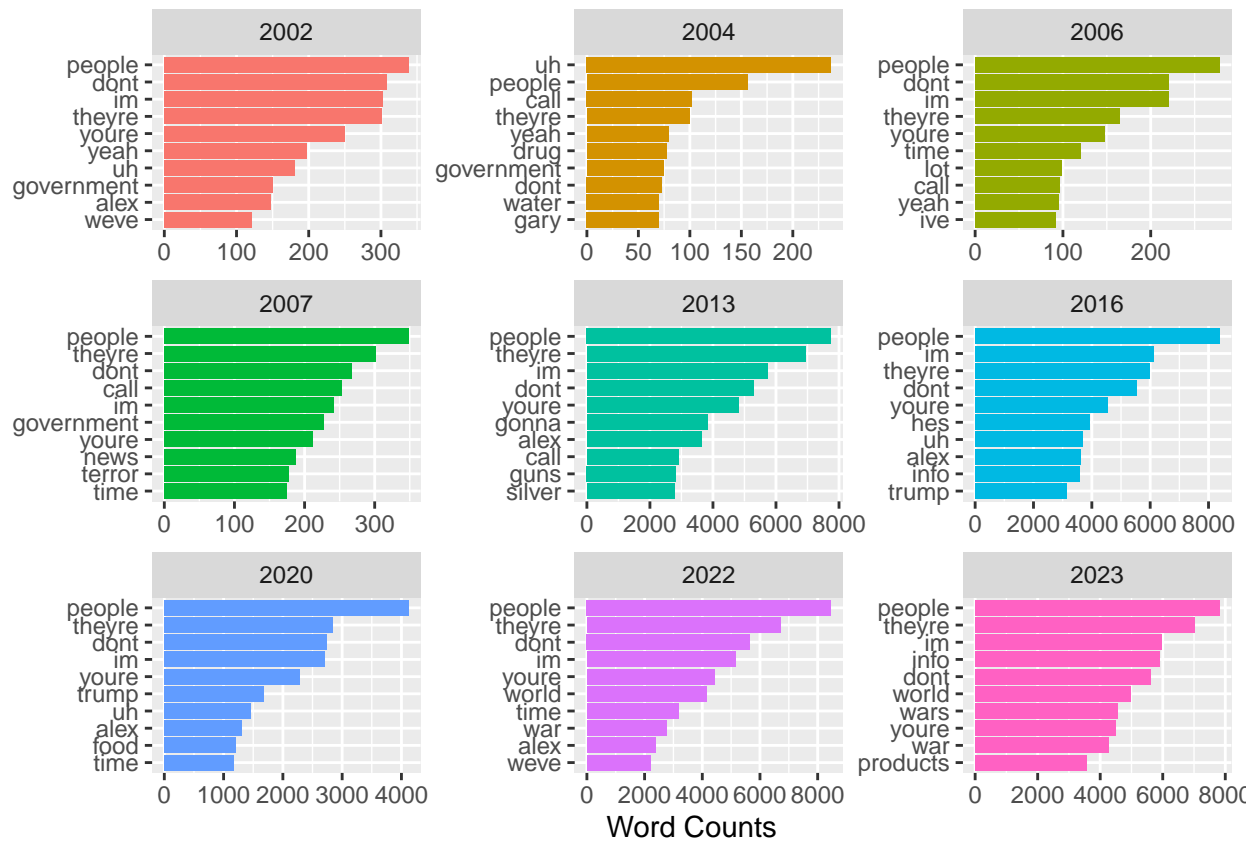 2002
people
dont
im
theyre
youre
yeah
uh
government
alex
weve
0 100 200 300
2004
uh
people
call
theyre
yeah
drug
government
dont
water
gary
0 50 100 150 200
2006
people
dont
im
theyre
youre
time
lot
call
yeah
ive
0 100 200
2007
people
theyre
dont
call
im
government
youre
news
terror
time
0 100 200 300
2013
people
theyre
im
dont
youre
gonna
alex
call
guns
silver
0 2000 4000 6000 8000
2016
people
im
theyre
dont
youre
hes
uh
alex
info
trump
0 2000 4000 6000 8000
2020
people
theyre
dont
im
youre
trump
uh
alex
food
time
0 1000 2000 3000 4000
2022
people
theyre
dont
im
youre
world
time
war
alex
weve
0 2000 4000 6000 8000
2023
people
theyre
im
info
dont
world
wars
youre
war
products
0 2000 4000 6000 8000
Word Counts